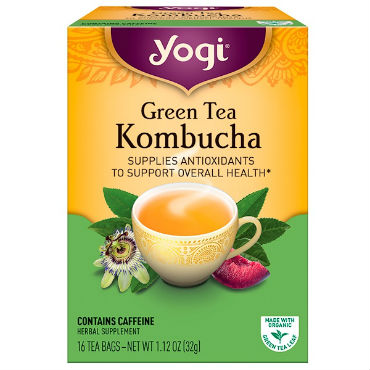 yogi®
Green Tea
Kombucha
SUPPLIES ANTIOXIDANTS
TO SUPPORT OVERALL HEALTH*
CONTAINS CAFFEINE
HERBAL SUPPLEMENT
MADE WITH
ORGANIC
GREEN TEA LEAF
16 TEA BAGS – NET WT 1.12 OZ (32g)